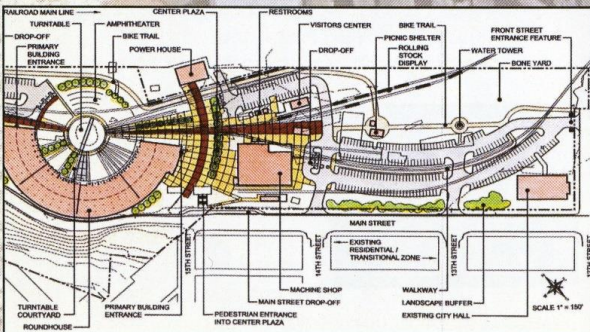 RAILROAD MAIN LINE
CENTER PLAZA
RESTROOMS
TURNTABLE
AMPHITHEATER
VISITORS CENTER
BIKE TRAIL
FRONT STREET
ENTRANCE FEATURE
DROP-OFF
BIKE TRAIL
PICNIC SHELTER
PRIMARY
BUILDING
ENTRANCE
POWER HOUSE
DROP-OFF
ROLLING
STOCK
DISPLAY
WATER TOWER
BONE YARD
MAIN STREET
15TH STREET
14TH STREET
EXISTING
RESIDENTIAL /
TRANSITIONAL ZONE
13TH STREET
MACHINE SHOP
WALKWAY
MAIN STREET DROP-OFF
LANDSCAPE BUFFER
SCALE 1" = 150'
TURNTABLE
COURTYARD
PRIMARY BUILDING
ENTRANCE
PEDESTRIAN ENTRANCE
INTO CENTER PLAZA
EXISTING CITY HALL
ROUNDHOUSE